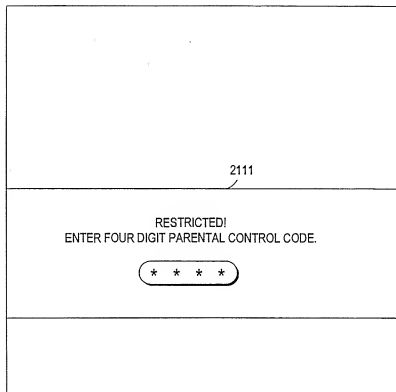 2111
RESTRICTED!
ENTER FOUR DIGIT PARENTAL CONTROL CODE.
* * * *